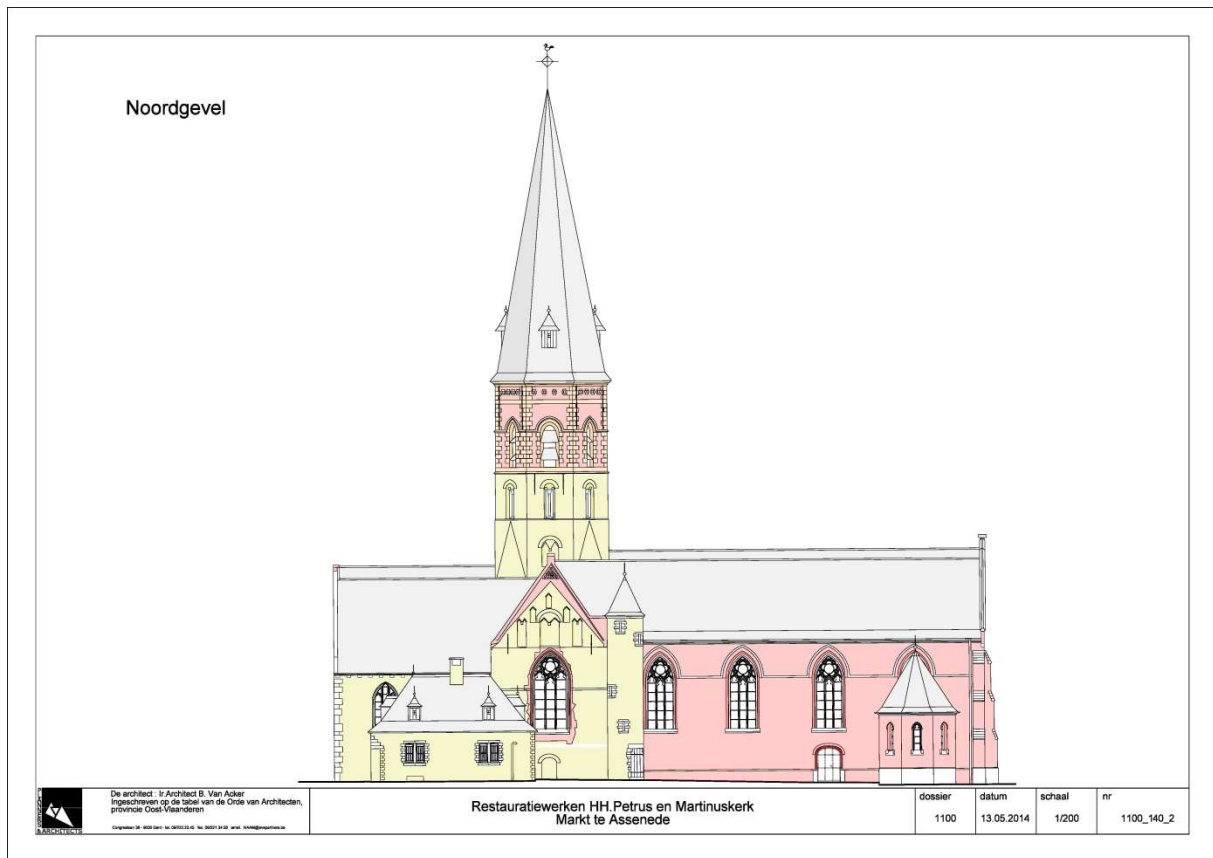 Noordgevel
De architect : Ir.Architect B. Van Acker
Ingeschreven op de tabel van de Orde van Architecten,
provincie Oost-Vlaanderen
& ARCHITECTS
Restauratiewerken HH.Petrus en Martinuskerk
Markt te Assenede
dossier
1100
datum
13.05.2014
schaal
1/200
nr
1100_140_2